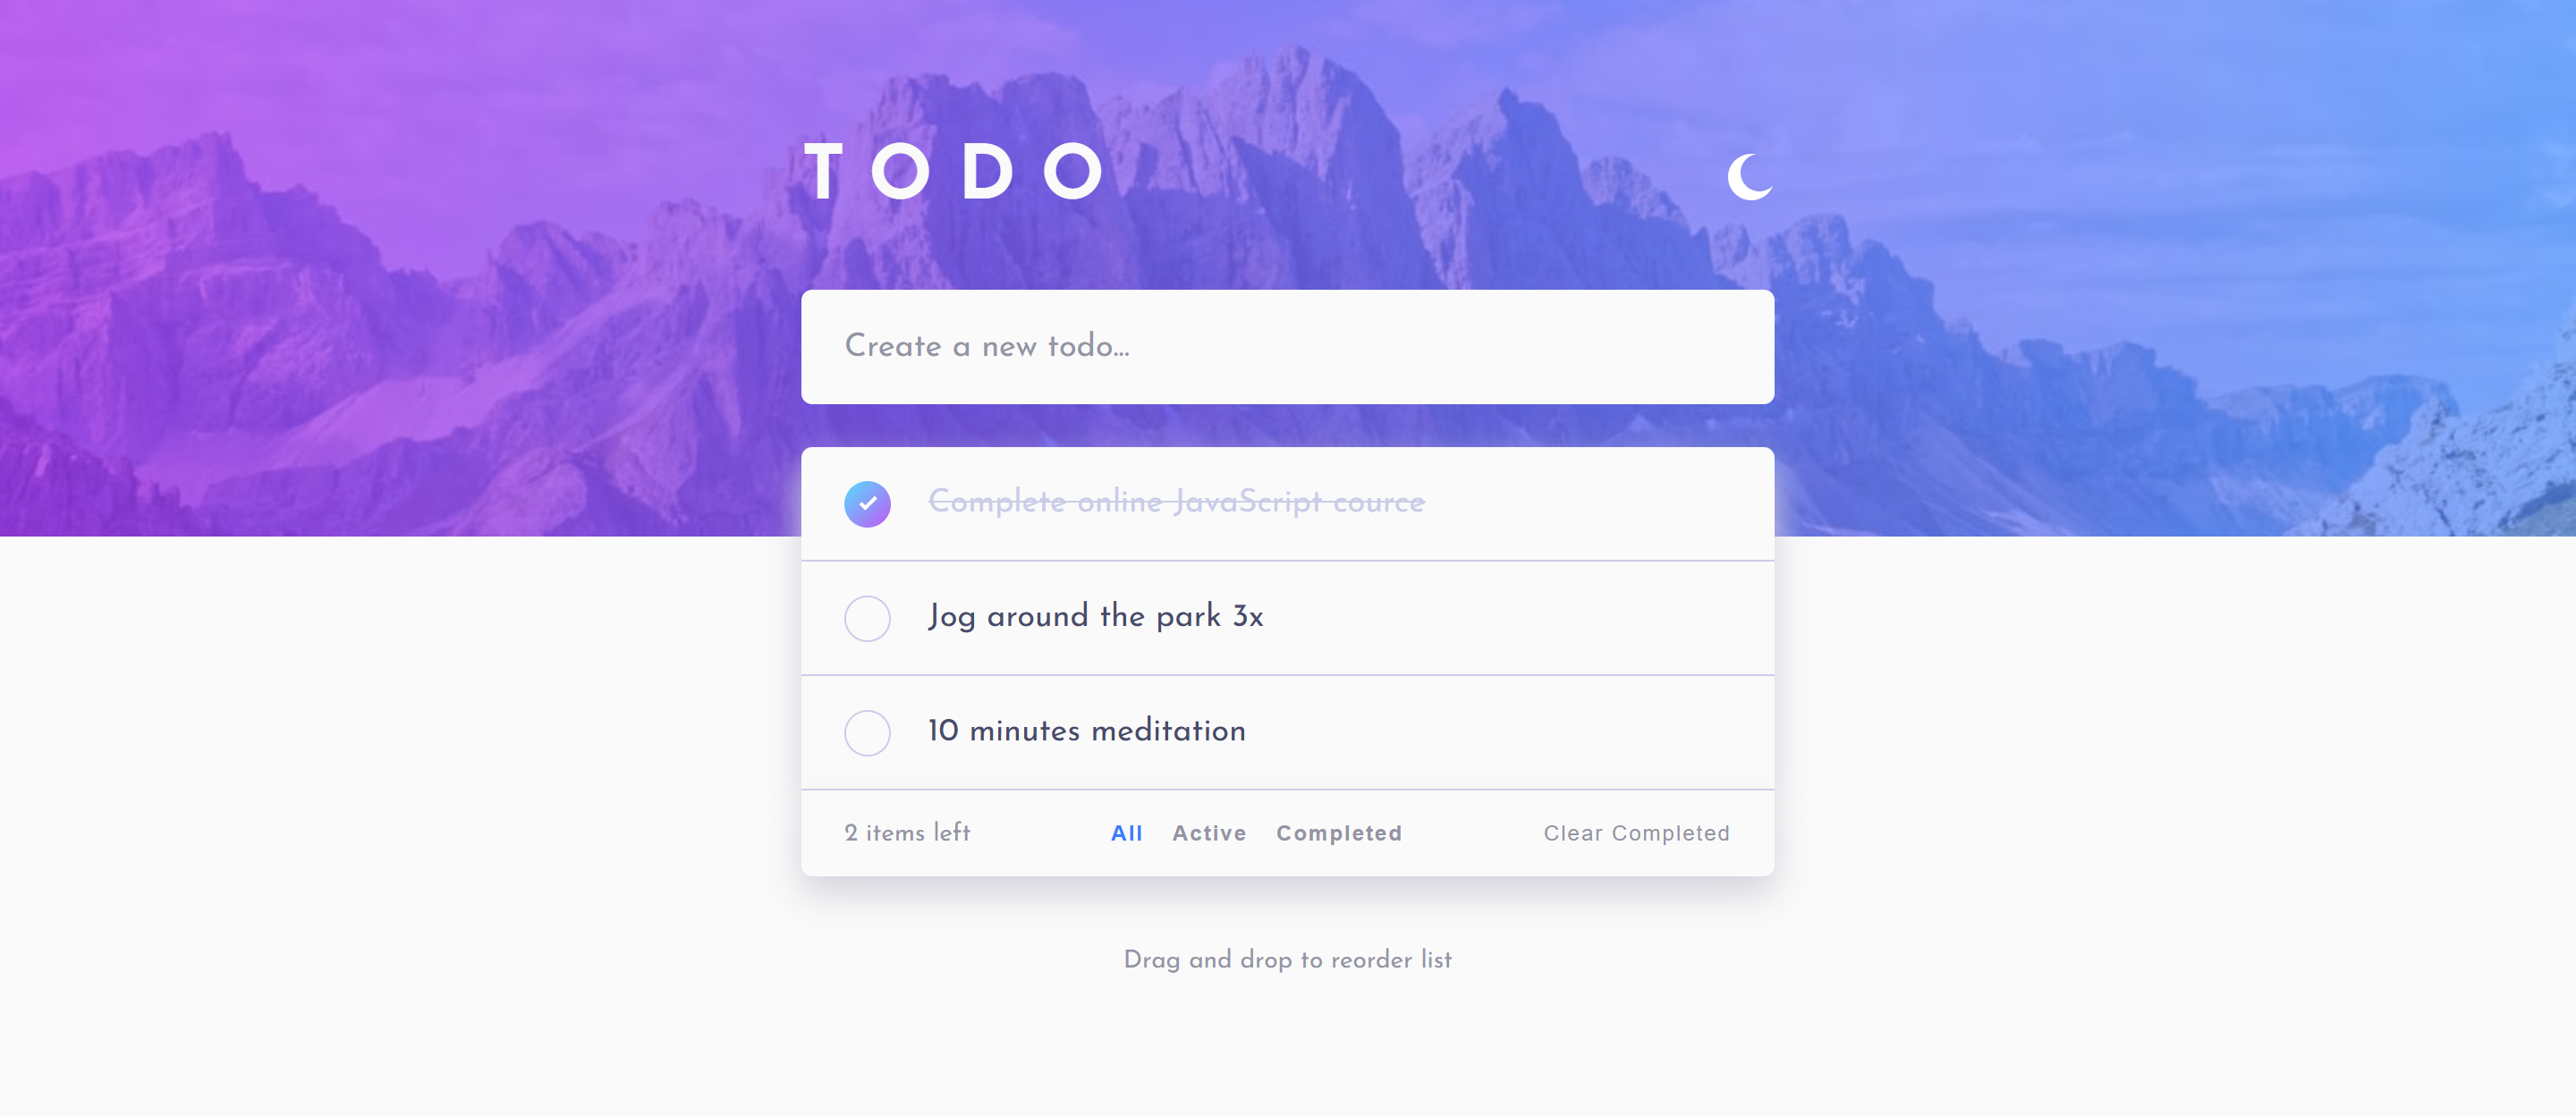 TODO
Create a new todo...
Complete online JavaScript cource
Jog around the park 3x
10 minutes meditation
2 items left All Active Completed Clear Completed
Drag and drop to reorder list